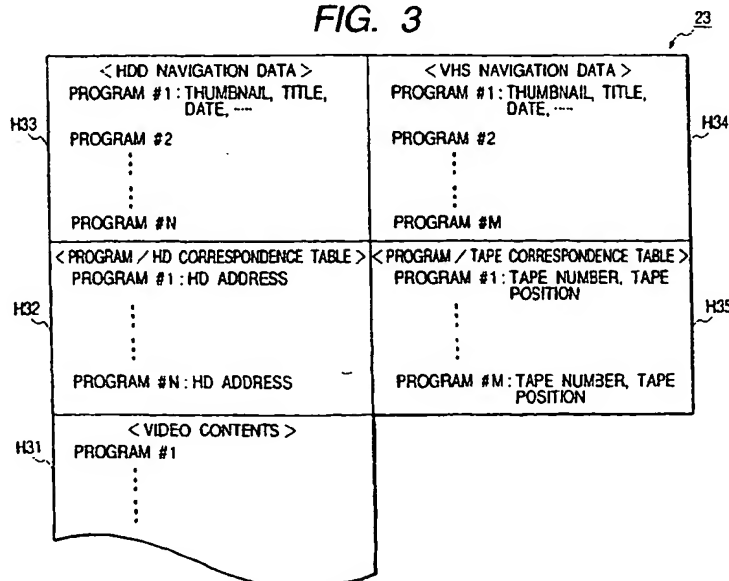 FIG. 3
23
<HDD NAVIGATION DATA>
PROGRAM #1: THUMBNAIL, TITLE,
DATE, ----
PROGRAM #2
PROGRAM #N
H33
<VHS NAVIGATION DATA>
PROGRAM #1: THUMBNAIL, TITLE,
DATE, ----
PROGRAM #2
PROGRAM #M
H34
<PROGRAM / HD CORRESPONDENCE TABLE>
PROGRAM #1: HD ADDRESS
PROGRAM #N: HD ADDRESS
H32
<PROGRAM / TAPE CORRESPONDENCE TABLE>
PROGRAM #1: TAPE NUMBER, TAPE
POSITION
PROGRAM #M: TAPE NUMBER, TAPE
POSITION
H35
<VIDEO CONTENTS>
PROGRAM #1
H31